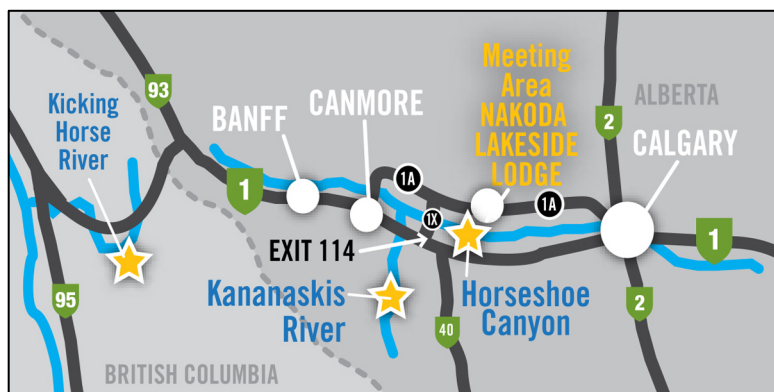 93
Kicking
Horse
River
BANFF
CANMORE
Meeting
Area
NAKODA
LAKESIDE
LODGE
ALBERTA
2
CALGARY
1
1A
1A
1X
1
EXIT 114
Kananaskis
River
Horseshoe
Canyon
95
40
2
BRITISH COLUMBIA